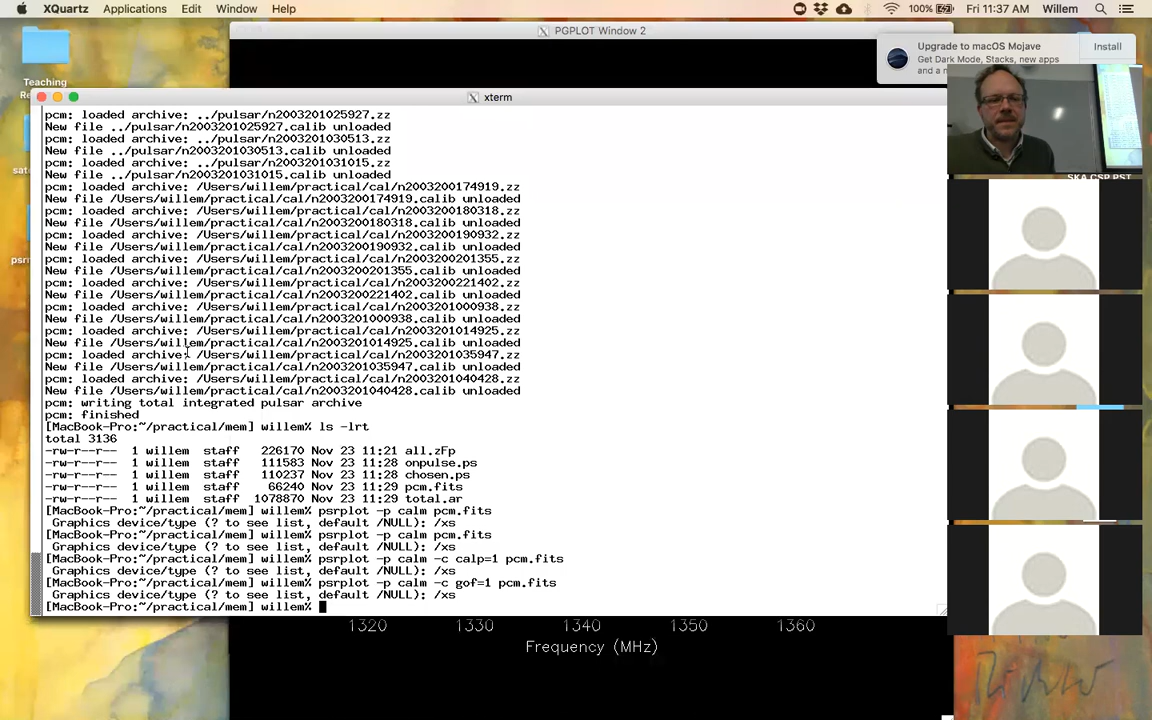 XQuartz Applications Edit Window Help
100% Fri 11:37 AM Willem
PGPLOT Window 2
Upgrade to macOS Mojave
Get Dark Mode, Stacks, new apps
and a
Install
Teaching
xterm
pcm: loaded archive: ../pulsar/n2003201025927.zz
New file ../pulsar/n2003201025927.calib unloaded
pcm: loaded archive: ../pulsar/n2003201030513.zz
New file ../pulsar/n2003201030513.calib unloaded
pcm: loaded archive: ../pulsar/n2003201031015.zz
New file ../pulsar/n2003201031015.calib unloaded
pcm: loaded archive: /Users/willem/practical/cal/n2003200174919.zz
New file /Users/willem/practical/cal/n2003200174919.calib unloaded
pcm: loaded archive: /Users/willem/practical/cal/n2003200180318.zz
New file /Users/willem/practical/cal/n2003200180318.calib unloaded
pcm: loaded archive: /Users/willem/practical/cal/n2003200190932.zz
New file /Users/willem/practical/cal/n2003200190932.calib unloaded
pcm: loaded archive: /Users/willem/practical/cal/n2003200201355.zz
New file /Users/willem/practical/cal/n2003200201355.calib unloaded
pcm: loaded archive: /Users/willem/practical/cal/n2003200221402.zz
New file /Users/willem/practical/cal/n2003200221402.calib unloaded
pcm: loaded archive: /Users/willem/practical/cal/n2003201000938.zz
New file /Users/willem/practical/cal/n2003201000938.calib unloaded
pcm: loaded archive: /Users/willem/practical/cal/n2003201014925.zz
New file /Users/willem/practical/cal/n2003201014925.calib unloaded
pcm: loaded archive: /Users/willem/practical/cal/n2003201035947.zz
New file /Users/willem/practical/cal/n2003201035947.calib unloaded
pcm: loaded archive: /Users/willem/practical/cal/n2003201040428.zz
New file /Users/willem/practical/cal/n2003201040428.calib unloaded
pcm: writing total integrated pulsar archive
pcm: finished
[MacBook-Pro:~/practical/mem] willem% ls -lrt
total 3136
-rw-r--r-- 1 willem staff 226170 Nov 23 11:21 all.zFp
-rw-r--r-- 1 willem staff 111583 Nov 23 11:28 onpulse.ps
-rw-r--r-- 1 willem staff 110237 Nov 23 11:28 chosen.ps
-rw-r--r-- 1 willem staff 66240 Nov 23 11:29 pcm.fits
-rw-r--r-- 1 willem staff 1078870 Nov 23 11:29 total.ar
[MacBook-Pro:~/practical/mem] willem% psrplot -p calm pcm.fits
Graphics device/type (? to see list, default /NULL): /xs
[MacBook-Pro:~/practical/mem] willem% psrplot -p calm pcm.fits
Graphics device/type (? to see list, default /NULL): /xs
[MacBook-Pro:~/practical/mem] willem% psrplot -p calm -c calp=1 pcm.fits
Graphics device/type (? to see list, default /NULL): /xs
[MacBook-Pro:~/practical/mem] willem% psrplot -p calm -c gof=1 pcm.fits
Graphics device/type (? to see list, default /NULL): /xs
[MacBook-Pro:~/practical/mem] willem%
SKA CSP PST
1320 1330 1340 1350 1360
Frequency (MHz)